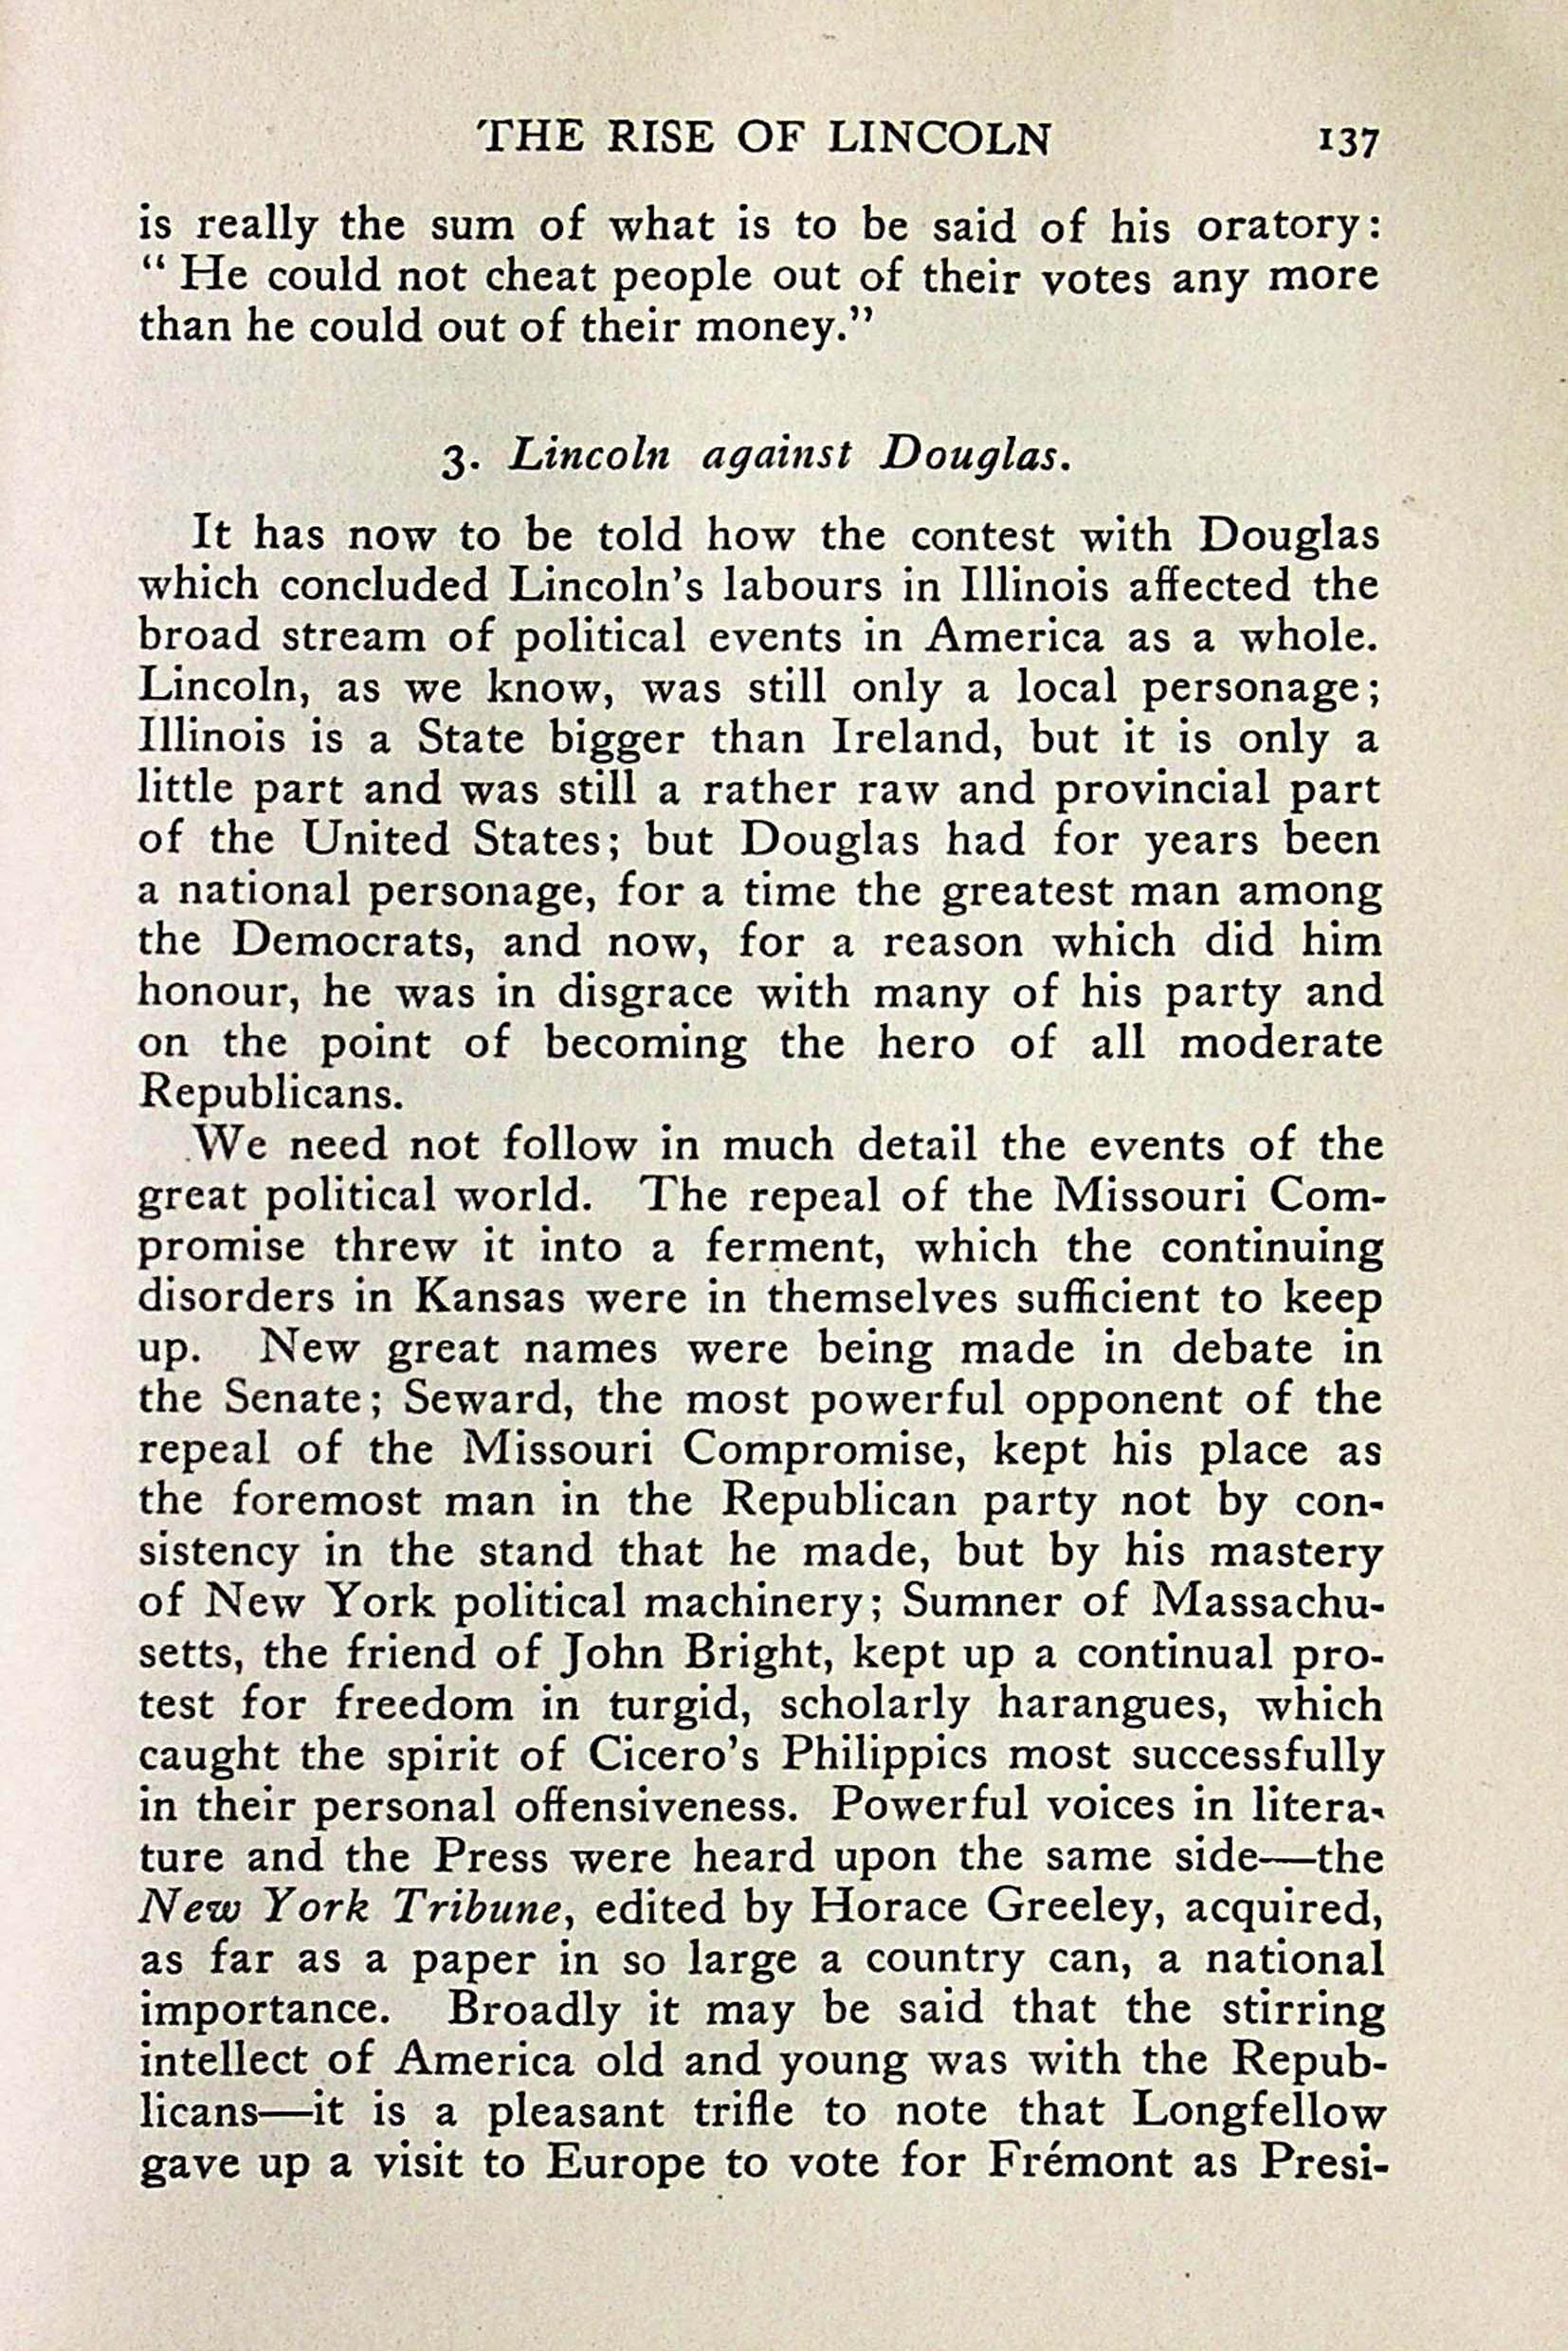 THE RISE OF LINCOLN 137
is really the sum of what is to be said of his oratory:
“ He could not cheat people out of their votes any more
than he could out of their money.”
3. Lincoln against Douglas.
It has now to be told how the contest with Douglas
which concluded Lincoln’s labours in Illinois affected the
broad stream of political events in America as a whole.
Lincoln, as we know, was still only a local personage;
Illinois is a State bigger than Ireland, but it is only a
little part and was still a rather raw and provincial part
of the United States; but Douglas had for years been
a national personage, for a time the greatest man among
the Democrats, and now, for a reason which did him
honour, he was in disgrace with many of his party and
on the point of becoming the hero of all moderate
Republicans.
We need not follow in much detail the events of the
great political world. The repeal of the Missouri Com-
promise threw it into a ferment, which the continuing
disorders in Kansas were in themselves sufficient to keep
up. New great names were being made in debate in
the Senate; Seward, the most powerful opponent of the
repeal of the Missouri Compromise, kept his place as
the foremost man in the Republican party not by con-
sistency in the stand that he made, but by his mastery
of New York political machinery; Sumner of Massachu-
setts, the friend of John Bright, kept up a continual pro-
test for freedom in turgid, scholarly harangues, which
caught the spirit of Cicero’s Philippics most successfully
in their personal offensiveness. Powerful voices in litera-
ture and the Press were heard upon the same side—the
New York Tribune, edited by Horace Greeley, acquired,
as far as a paper in so large a country can, a national
importance. Broadly it may be said that the stirring
intellect of America old and young was with the Repub-
licans—it is a pleasant trifle to note that Longfellow
gave up a visit to Europe to vote for Frémont as Presi-